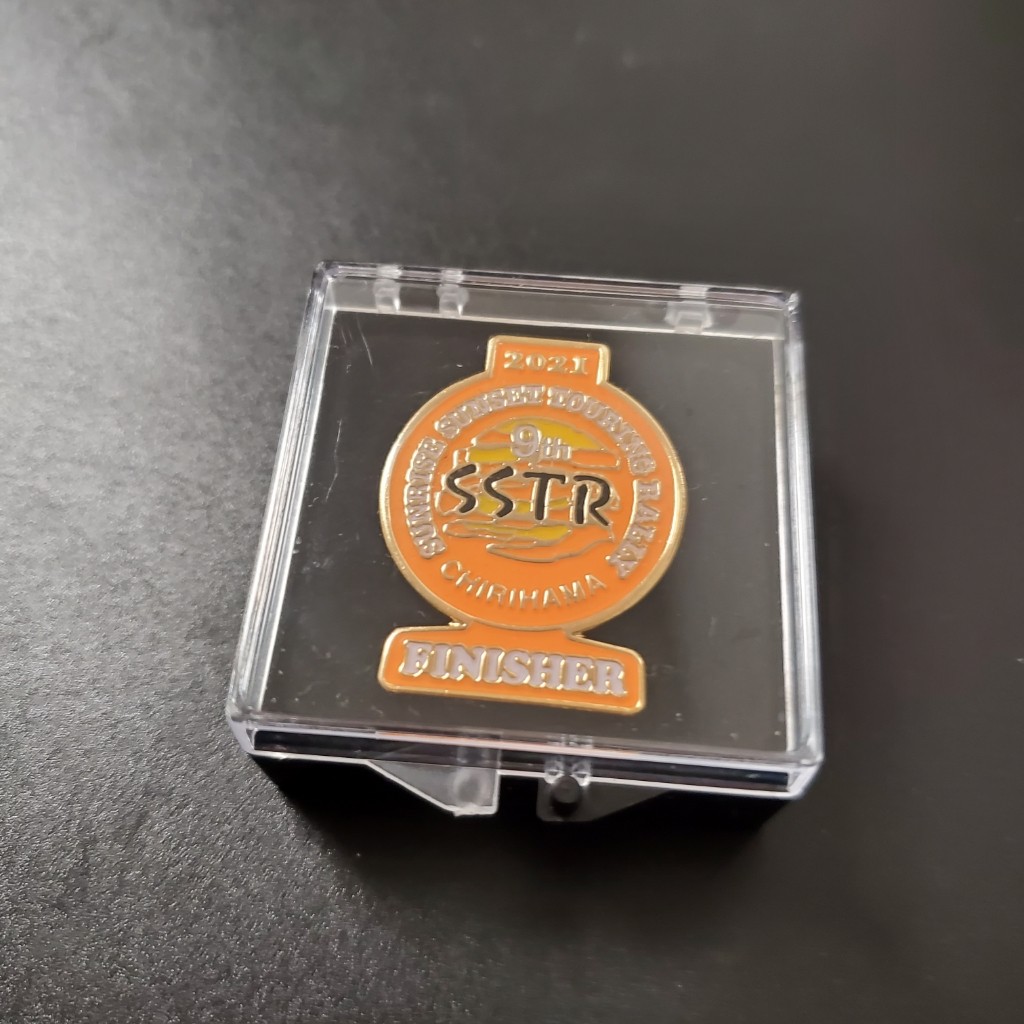 2021
SUNRISE SUNSET TOURING RALLY
9th
SSTR
CHIRIHAMA
FINISHER